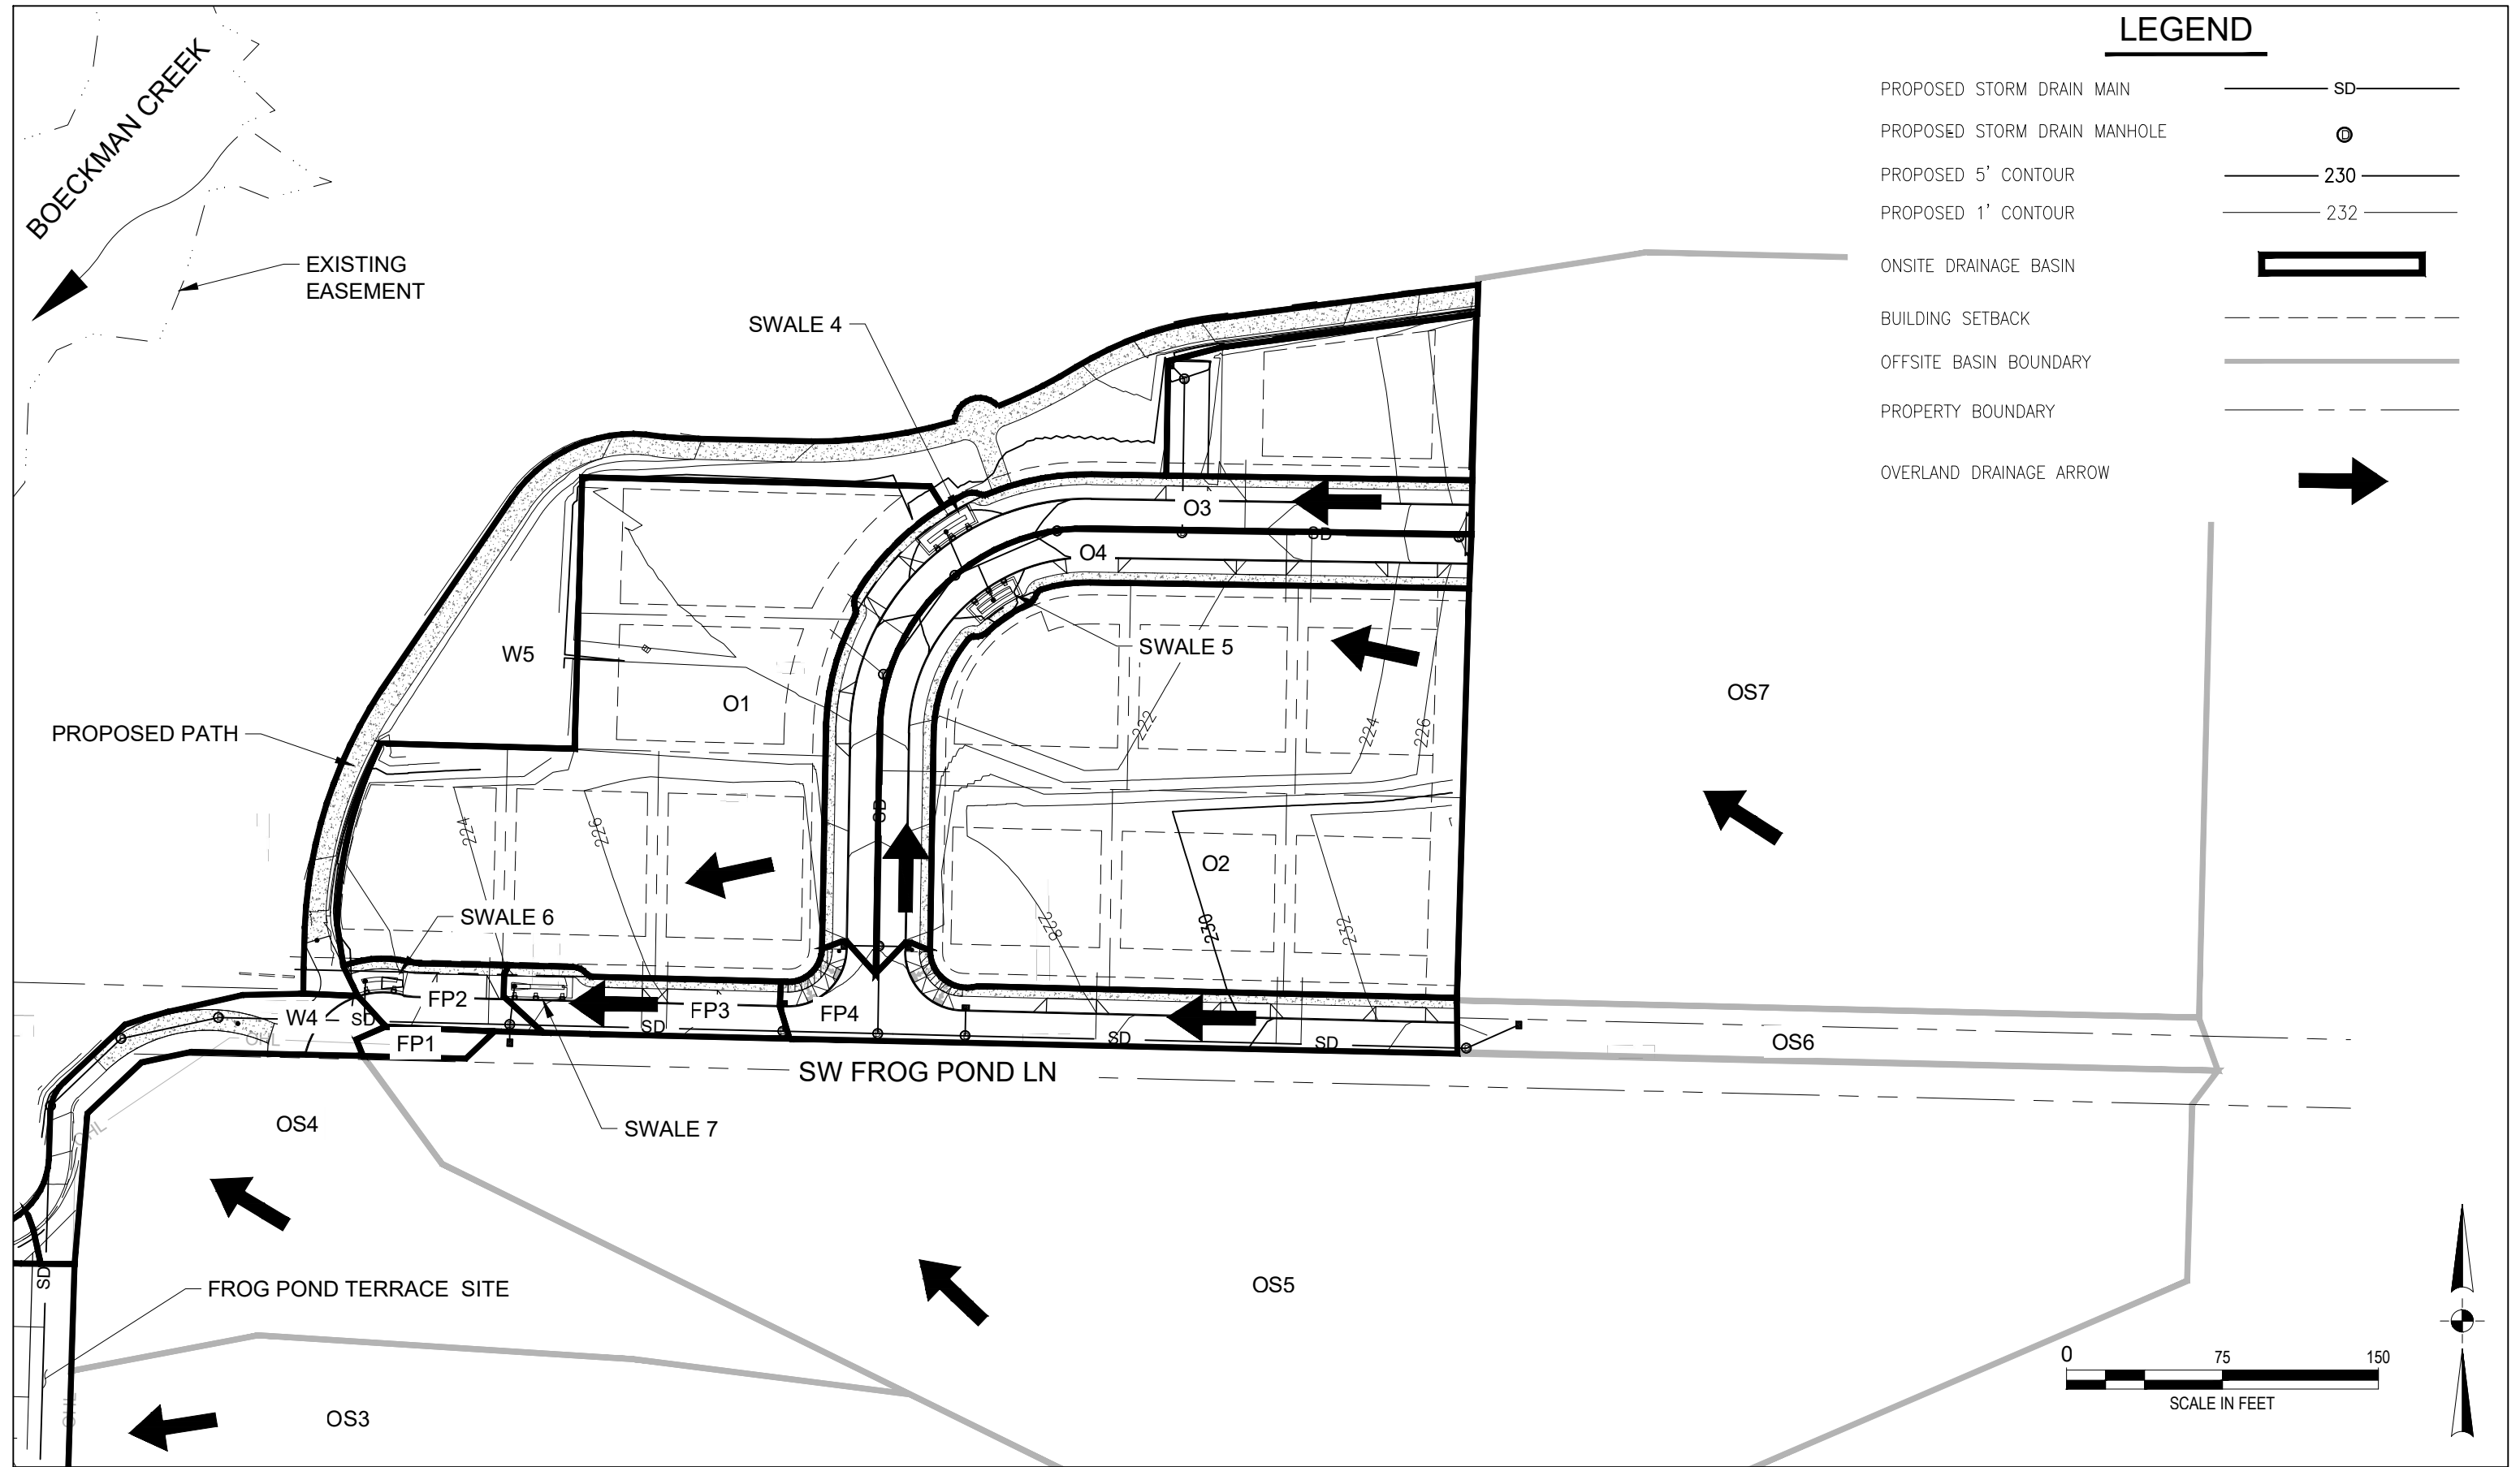 LEGEND
PROPOSED STORM DRAIN MAIN
SD
PROPOSED STORM DRAIN MANHOLE
D
PROPOSED 5' CONTOUR
230
PROPOSED 1' CONTOUR
232
ONSITE DRAINAGE BASIN
BUILDING SETBACK
OFFSITE BASIN BOUNDARY
PROPERTY BOUNDARY
OVERLAND DRAINAGE ARROW
BOECKMAN CREEK
EXISTING
EASEMENT
SWALE 4
O3
SD
O4
SWALE 5
W5
O1
OS7
PROPOSED PATH
222
224
226
224
226
SD
O2
SWALE 6
228
230
232
FP2
FP3
FP4
W4
SD
FP1
SD
SD
SD
OS6
OHL
SW FROG POND LN
OS4
OHL
SWALE 7
SD
FROG POND TERRACE SITE
OS5
OHL
OS3
0
75
150
SCALE IN FEET